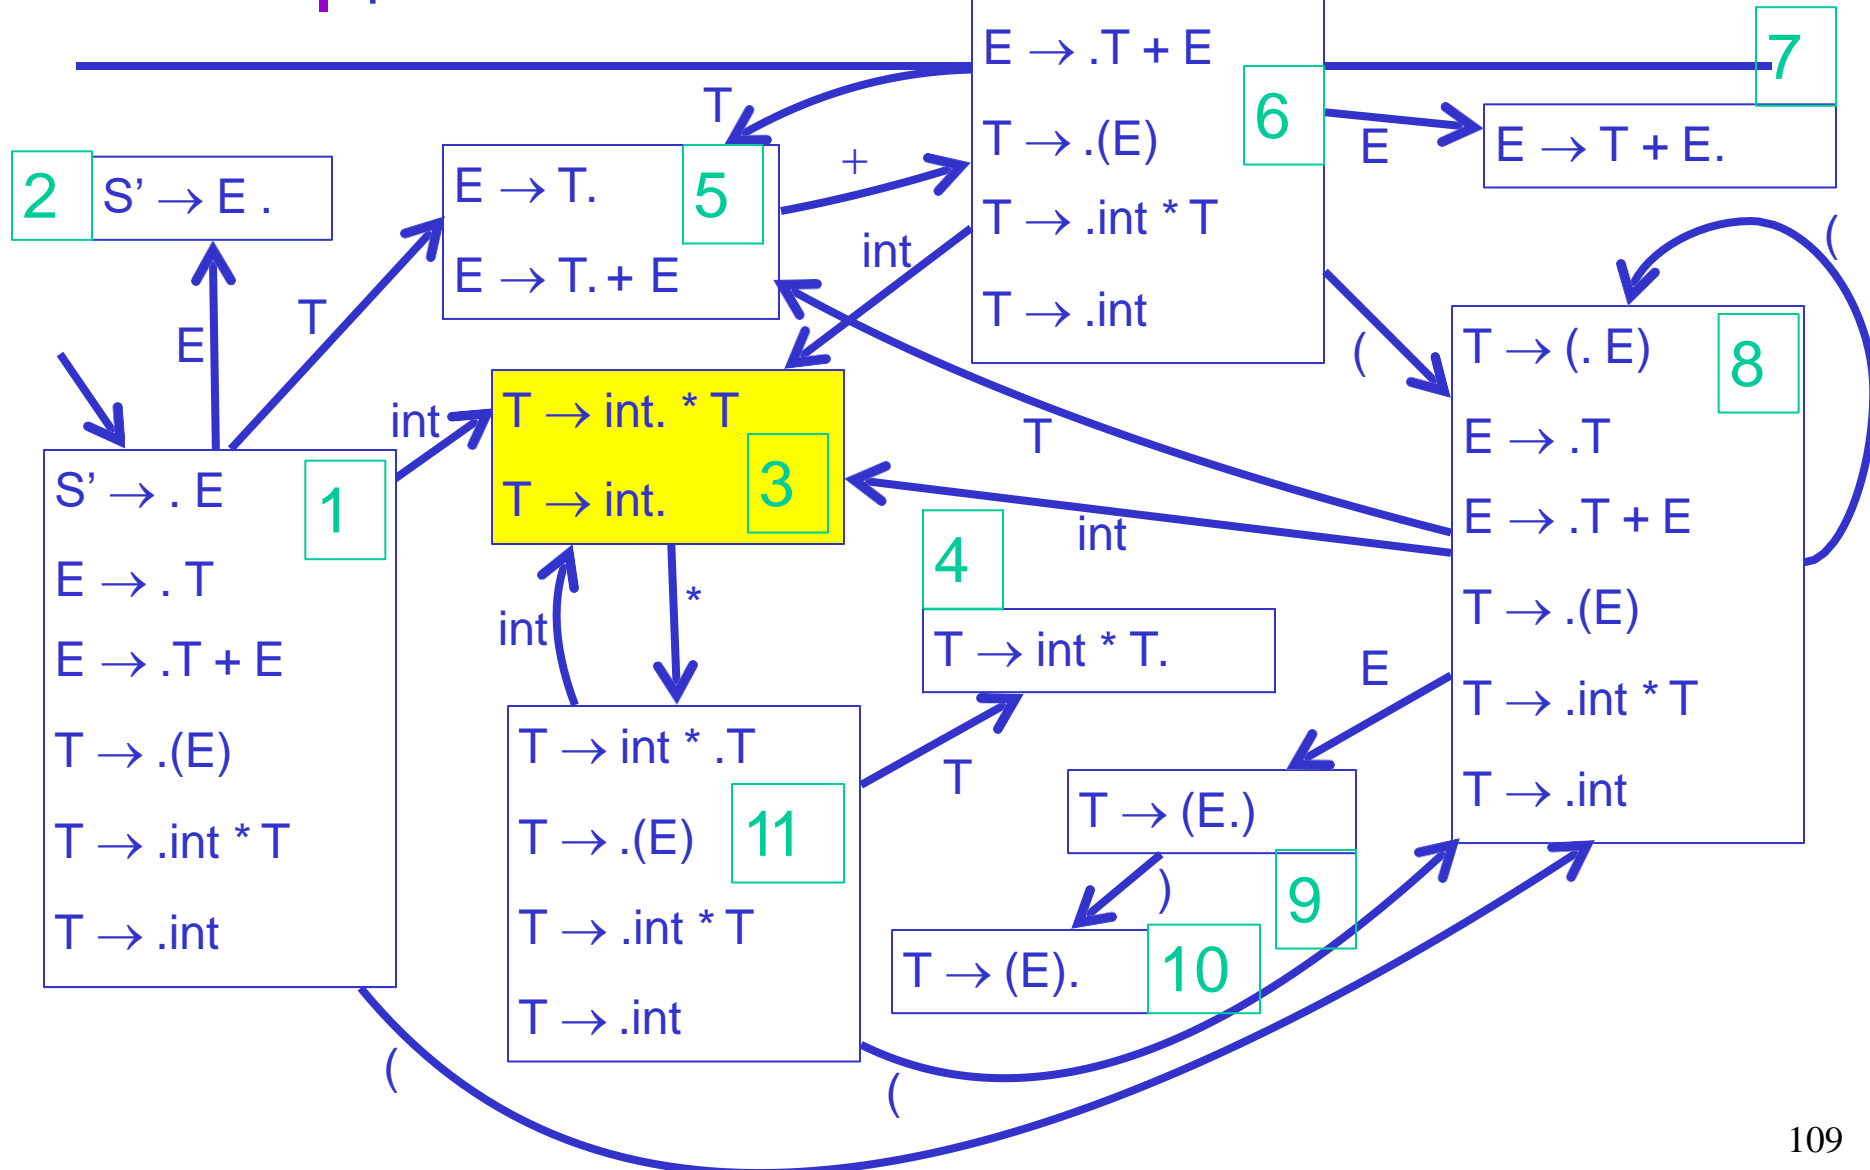 E → .T + E
T → .(E)
T → .int * T
T → .int
6
7
E → T + E.
E
T
+
2
S’ → E .
E → T.
E → T. + E
5
int
T
E
(
(
T → (. E)
E → .T
E → .T + E
T → .(E)
T → .int * T
T → .int
8
int
T → int. * T
T → int.
3
T
int
S’ → . E
E → . T
E → .T + E
T → .(E)
T → .int * T
T → .int
1
4
T → int * T.
int
*
E
T → int * .T
T → .(E)
T → .int * T
T → .int
11
T
T → (E.)
9
)
T → (E).
10
(
(
109